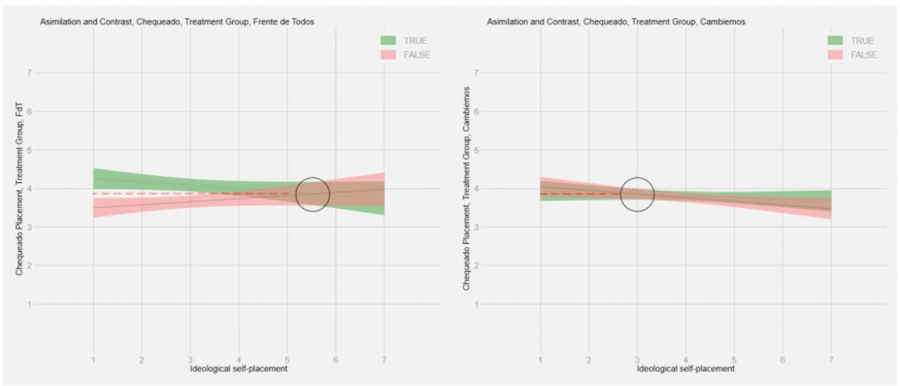 Asimilation and Contrast, Chequeado, Treatment Group, Frente de Todos
TRUE
FALSE
Chequeado Placement, Treatment Group, FdT
7
6
5
4
3
2
1
1 2 3 4 5 6 7
Ideological self-placement
Asimilation and Contrast, Chequeado, Treatment Group, Cambiemos
TRUE
FALSE
Chequeado Placement, Treatment Group, Cambiemos
7
6
5
4
3
2
1
1 2 3 4 5 6 7
Ideological self-placement